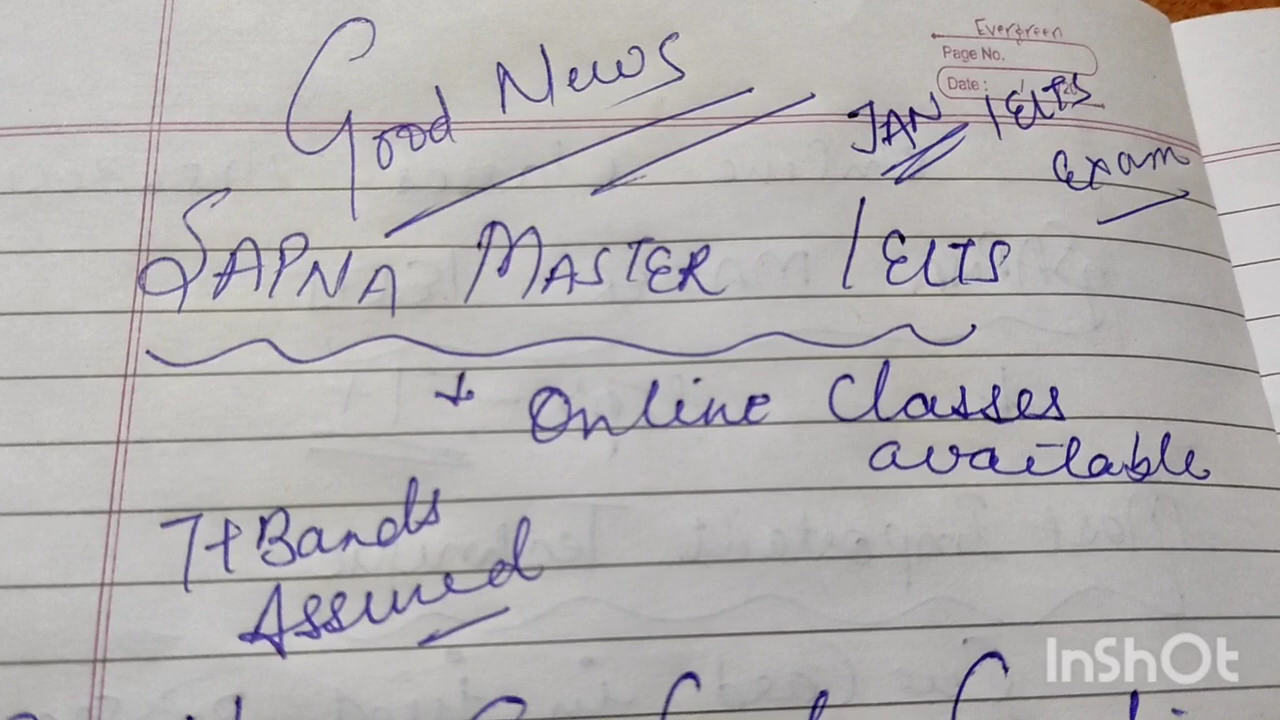 Evergreen
Page No.
Date :
Good News
JAN IELTS
Exam
SAPNA MASTER IELTS
+ Online Classes
available
7+ Bands
Assured
InShOt